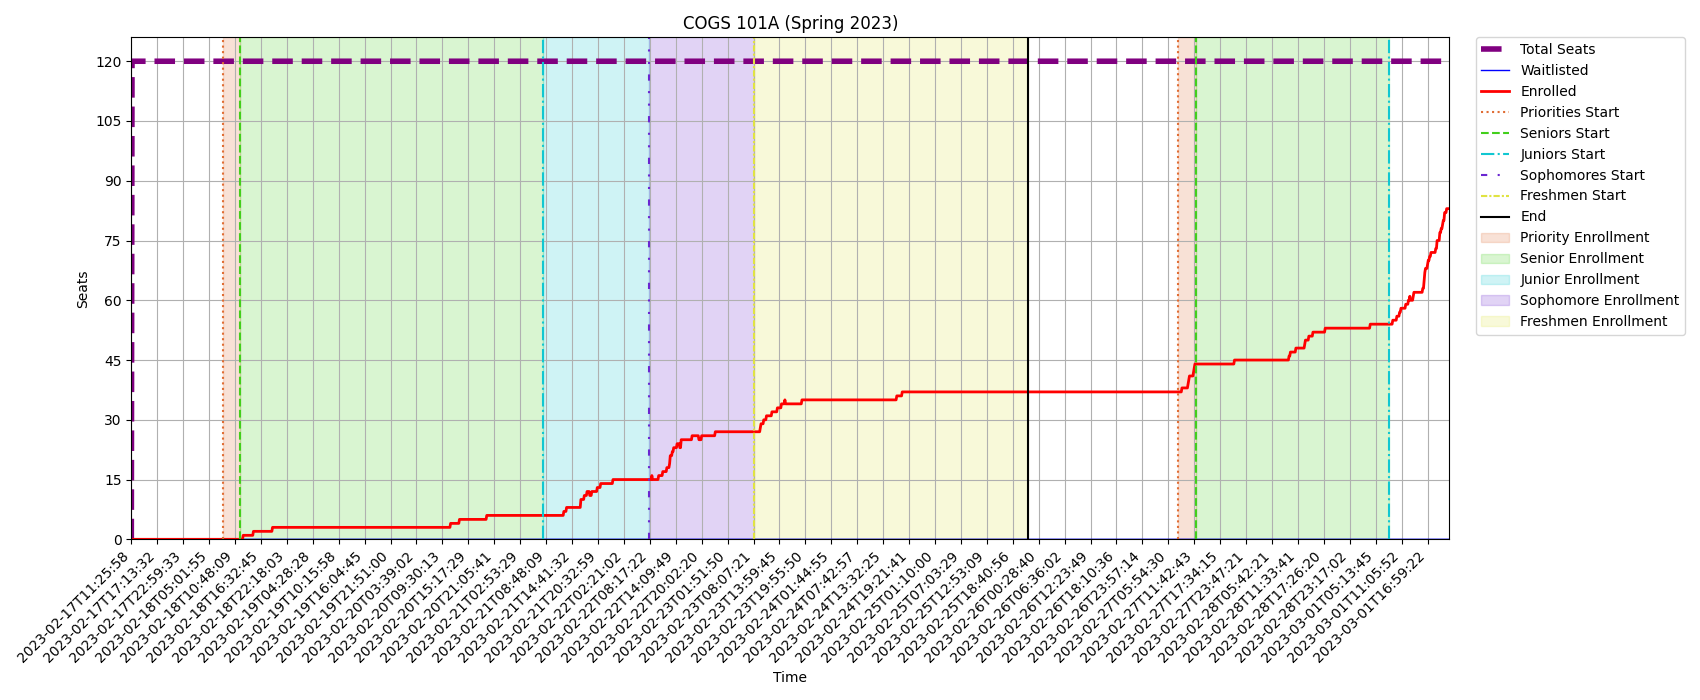 COGS 101A (Spring 2023)
Seats
120
105
90
75
60
45
30
15
0
2023-02-17T11:25:58
2023-02-17T17:13:32
2023-02-17T22:59:33
2023-02-18T05:01:55
2023-02-18T10:48:09
2023-02-18T16:32:45
2023-02-18T22:18:03
2023-02-19T04:28:28
2023-02-19T10:15:58
2023-02-19T16:04:45
2023-02-19T21:51:00
2023-02-20T03:39:02
2023-02-20T09:30:13
2023-02-20T15:17:29
2023-02-20T21:05:41
2023-02-21T02:53:29
2023-02-21T08:48:09
2023-02-21T14:41:32
2023-02-21T20:32:59
2023-02-22T02:21:02
2023-02-22T08:17:22
2023-02-22T14:09:49
2023-02-22T20:02:20
2023-02-23T01:51:50
2023-02-23T08:07:21
2023-02-23T13:59:45
2023-02-23T19:55:50
2023-02-24T01:44:55
2023-02-24T07:42:57
2023-02-24T13:32:25
2023-02-24T19:21:41
2023-02-25T01:10:00
2023-02-25T07:03:29
2023-02-25T12:53:09
2023-02-25T18:40:56
2023-02-26T00:28:40
2023-02-26T06:36:02
2023-02-26T12:23:49
2023-02-26T18:10:36
2023-02-26T23:57:14
2023-02-27T05:54:30
2023-02-27T11:42:43
2023-02-27T17:34:15
2023-02-27T23:47:21
2023-02-28T05:42:21
2023-02-28T11:33:41
2023-02-28T17:26:20
2023-02-28T23:17:02
2023-03-01T05:13:45
2023-03-01T11:05:52
2023-03-01T16:59:22
Time
Total Seats
Waitlisted
Enrolled
Priorities Start
Seniors Start
Juniors Start
Sophomores Start
Freshmen Start
End
Priority Enrollment
Senior Enrollment
Junior Enrollment
Sophomore Enrollment
Freshmen Enrollment